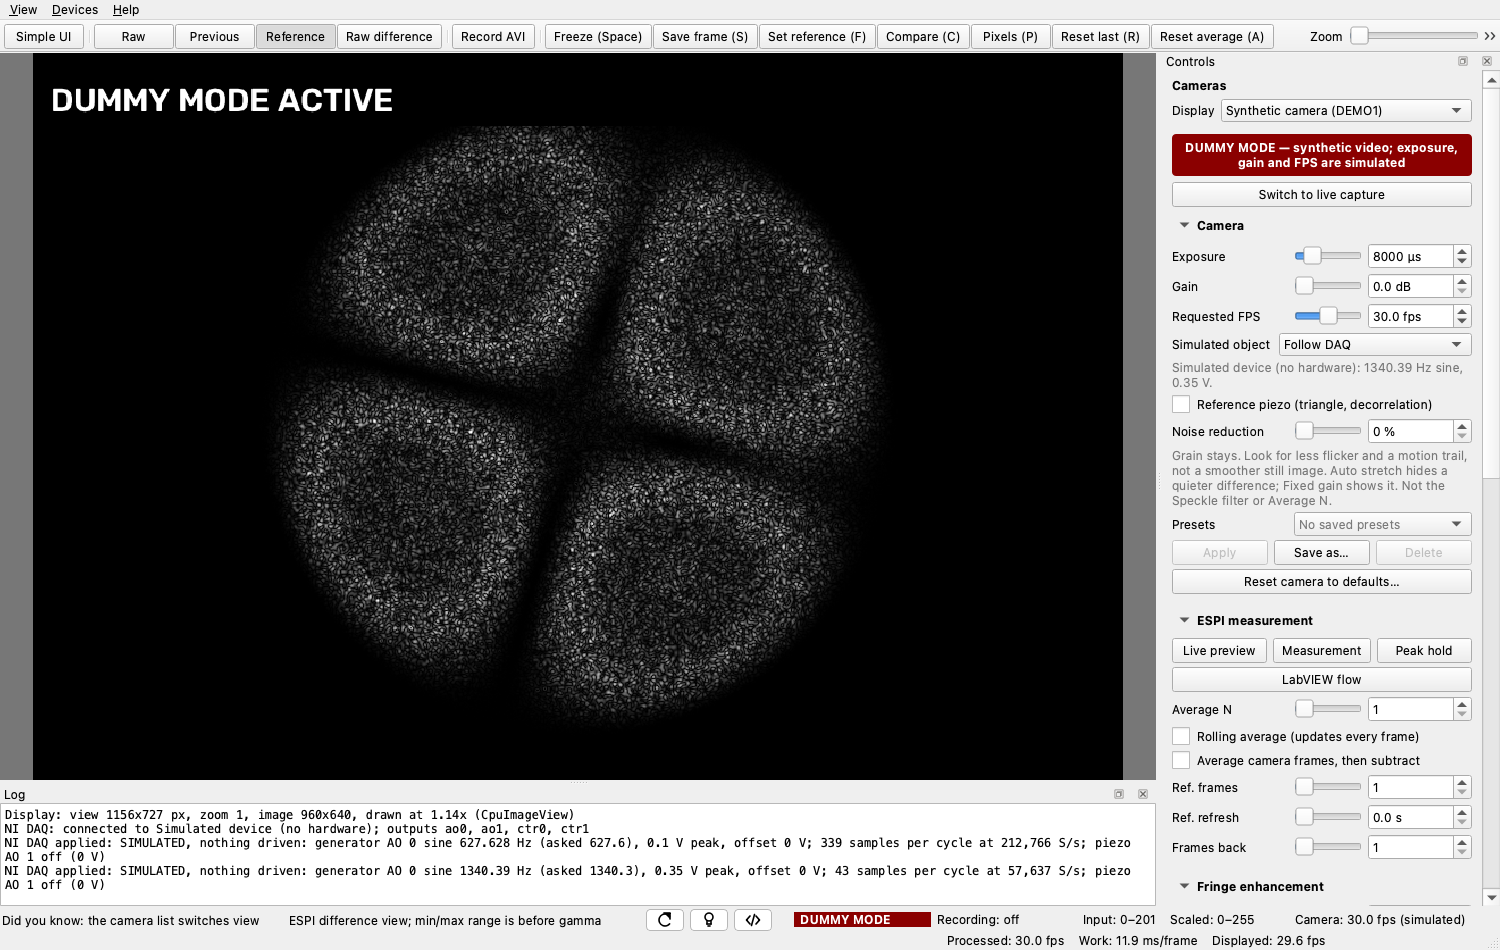 View Devices Help
Simple UI Raw Previous Reference Raw difference Record AVI Freeze (Space) Save frame (S) Set reference (F) Compare (C) Pixels (P) Reset last (R) Reset average (A) Zoom >>
DUMMY MODE ACTIVE
Controls
Cameras
Display Synthetic camera (DEMO1)
DUMMY MODE — synthetic video; exposure,
gain and FPS are simulated
Switch to live capture
Camera
Exposure 8000 µs
Gain 0.0 dB
Requested FPS 30.0 fps
Simulated object Follow DAQ
Simulated device (no hardware): 1340.39 Hz sine,
0.35 V.
Reference piezo (triangle, decorrelation)
Noise reduction 0 %
Grain stays. Look for less flicker and a motion trail,
not a smoother still image. Auto stretch hides a
quieter difference; Fixed gain shows it. Not the
Speckle filter or Average N.
Presets No saved presets
Apply Save as... Delete
Reset camera to defaults...
ESPI measurement
Live preview Measurement Peak hold
LabVIEW flow
Average N 1
Rolling average (updates every frame)
Average camera frames, then subtract
Ref. frames 1
Ref. refresh 0.0 s
Frames back 1
Fringe enhancement
Log
Display: view 1156x727 px, zoom 1, image 960x640, drawn at 1.14x (CpuImageView)
NI DAQ: connected to Simulated device (no hardware); outputs ao0, ao1, ctr0, ctr1
NI DAQ applied: SIMULATED, nothing driven: generator AO 0 sine 627.628 Hz (asked 627.6), 0.1 V peak, offset 0 V; 339 samples per cycle at 212,766 S/s; piezo
AO 1 off (0 V)
NI DAQ applied: SIMULATED, nothing driven: generator AO 0 sine 1340.39 Hz (asked 1340.3), 0.35 V peak, offset 0 V; 43 samples per cycle at 57,637 S/s; piezo
AO 1 off (0 V)
Did you know: the camera list switches view ESPI difference view; min/max range is before gamma DUMMY MODE Recording: off Input: 0–201 Scaled: 0–255 Camera: 30.0 fps (simulated)
Processed: 30.0 fps Work: 11.9 ms/frame Displayed: 29.6 fps